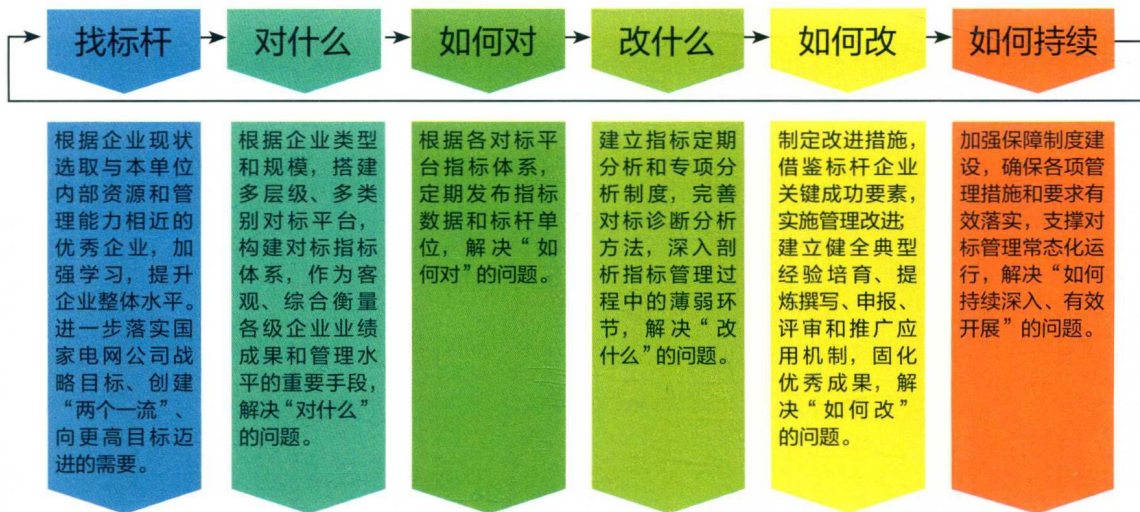 找标杆
对什么
如何对
改什么
如何改
如何持续
根据企业现状
选取与本单位
内部资源和管
理能力相近的
优秀企业，加
强学习，提升
企业整体水平。
进一步落实国
家电网公司战
略目标、创建
“两个一流”、
向更高目标迈
进的需要。
根据企业类型
和规模，搭建
多层级、多类
别对标平台，
构建对标指标
体系，作为客
观、综合衡量
各级企业业绩
成果和管理水
平的重要手段，
解决“对什么”
的问题。
根据各对标平
台指标体系，
定期发布指标
数据和标杆单
位，解决“如
何对”的问题。
建立指标定期
分析和专项分
析制度，完善
对标诊断分析
方法，深入剖
析指标管理过
程中的薄弱环
节，解决“改
什么”的问题。
制定改进措施，
借鉴标杆企业
关键成功要素，
实施管理改进；
建立健全典型
经验培育、提
炼撰写、申报、
评审和推广应
用机制，固化
优秀成果，解
决“如何改”
的问题。
加强保障制度建
设，确保各项管
理措施和要求有
效落实，支撑对
标管理常态化运
行，解决“如何
持续深入、有效
开展”的问题。